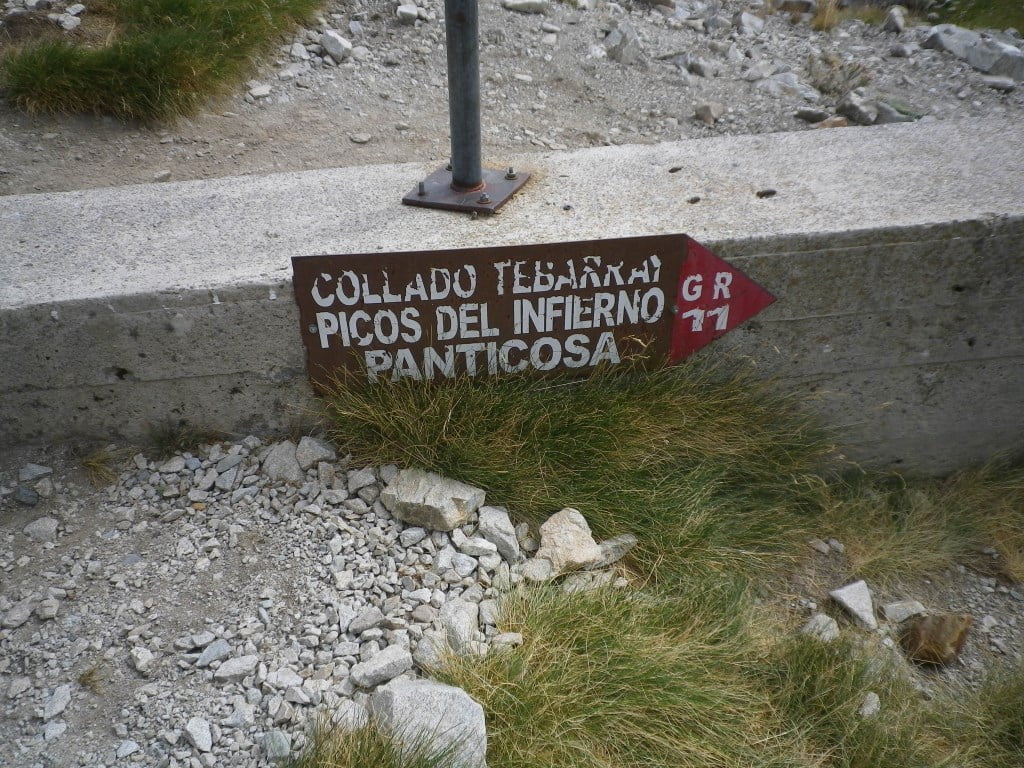 COLLADO TEBARRAY
PICOS DEL INFIERNO
PANTICOSA
GR
11